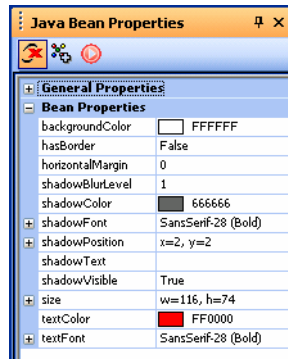 Java Bean Properties
General Properties
Bean Properties
backgroundColor FFFFFF
hasBorder False
horizontalMargin 0
shadowBlurLevel 1
shadowColor 666666
shadowFont SansSerif-28 (Bold)
shadowPosition x=2, y=2
shadowText
shadowVisible True
size w=116, h=74
textColor FF0000
textFont SansSerif-28 (Bold)